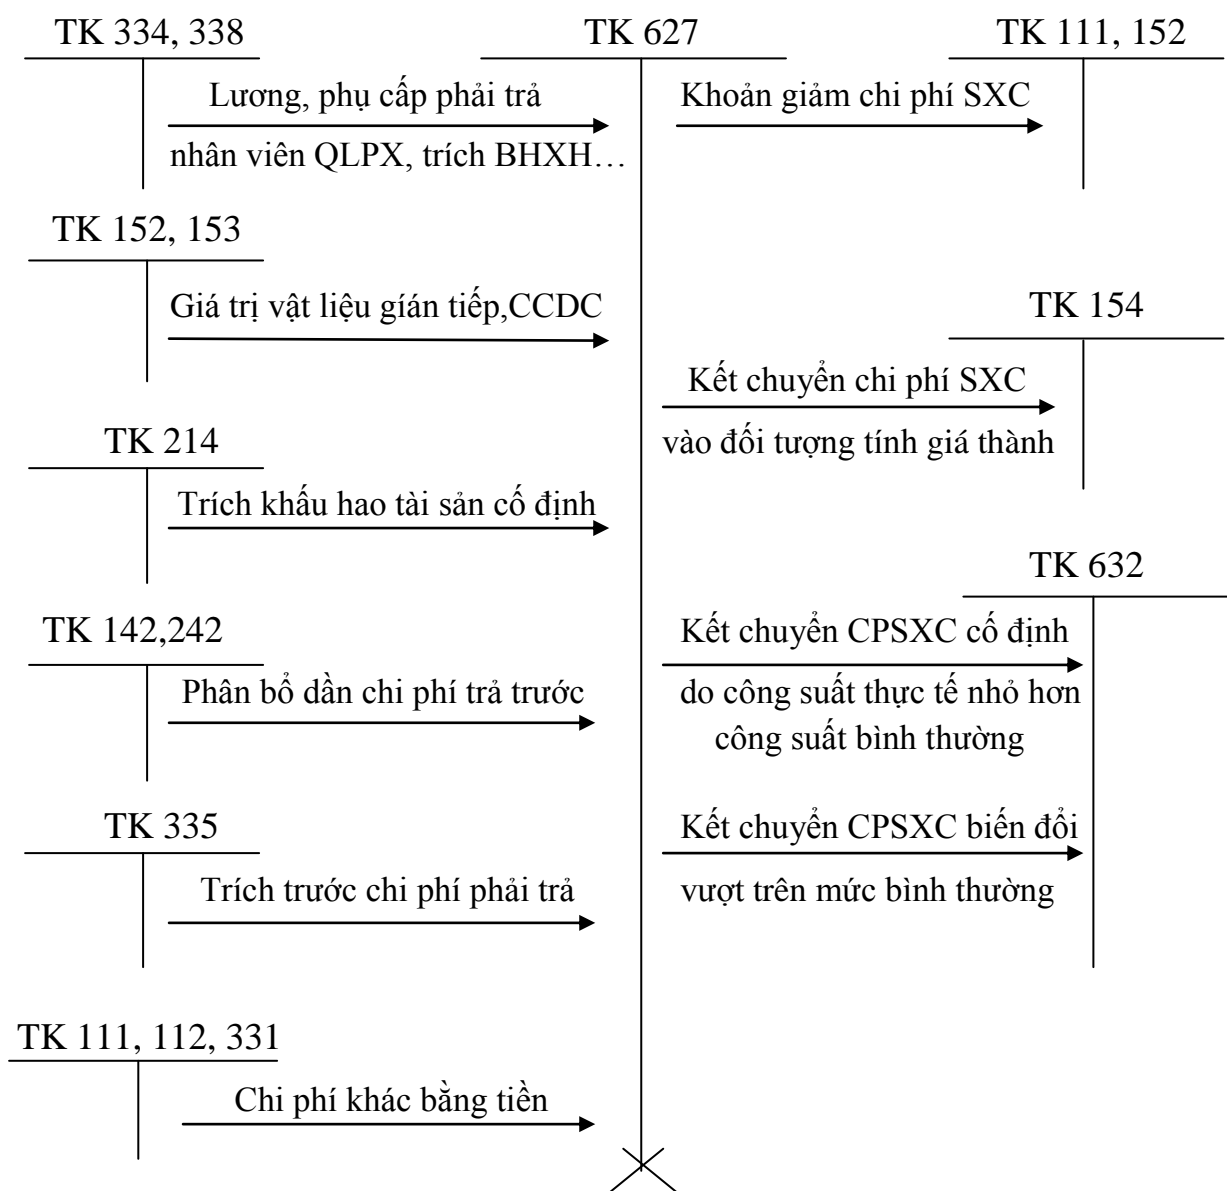 TK 334, 338
TK 627
TK 111, 152
Lương, phụ cấp phải trả
nhân viên QLPX, trích BHXH…
Khoản giảm chi phí SXC
TK 152, 153
Giá trị vật liệu gíán tiếp,CCDC
TK 154
Kết chuyển chi phí SXC
vào đối tượng tính giá thành
TK 214
Trích khấu hao tài sản cố định
TK 632
TK 142,242
Phân bổ dần chi phí trả trước
Kết chuyển CPSXC cố định
do công suất thực tế nhỏ hơn
công suất bình thường
TK 335
Trích trước chi phí phải trả
Kết chuyển CPSXC biến đổi
vượt trên mức bình thường
TK 111, 112, 331
Chi phí khác bằng tiền